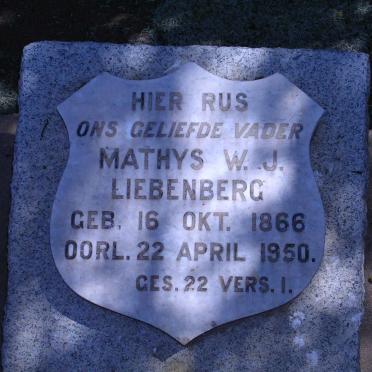 HIER RUS
ONS GELIEFDE VADER
MATHYS W. J.
LIEBENBERG
GEB. 16 OKT. 1866
OORL. 22 APRIL 1950.
GES. 22 VERS. 1.